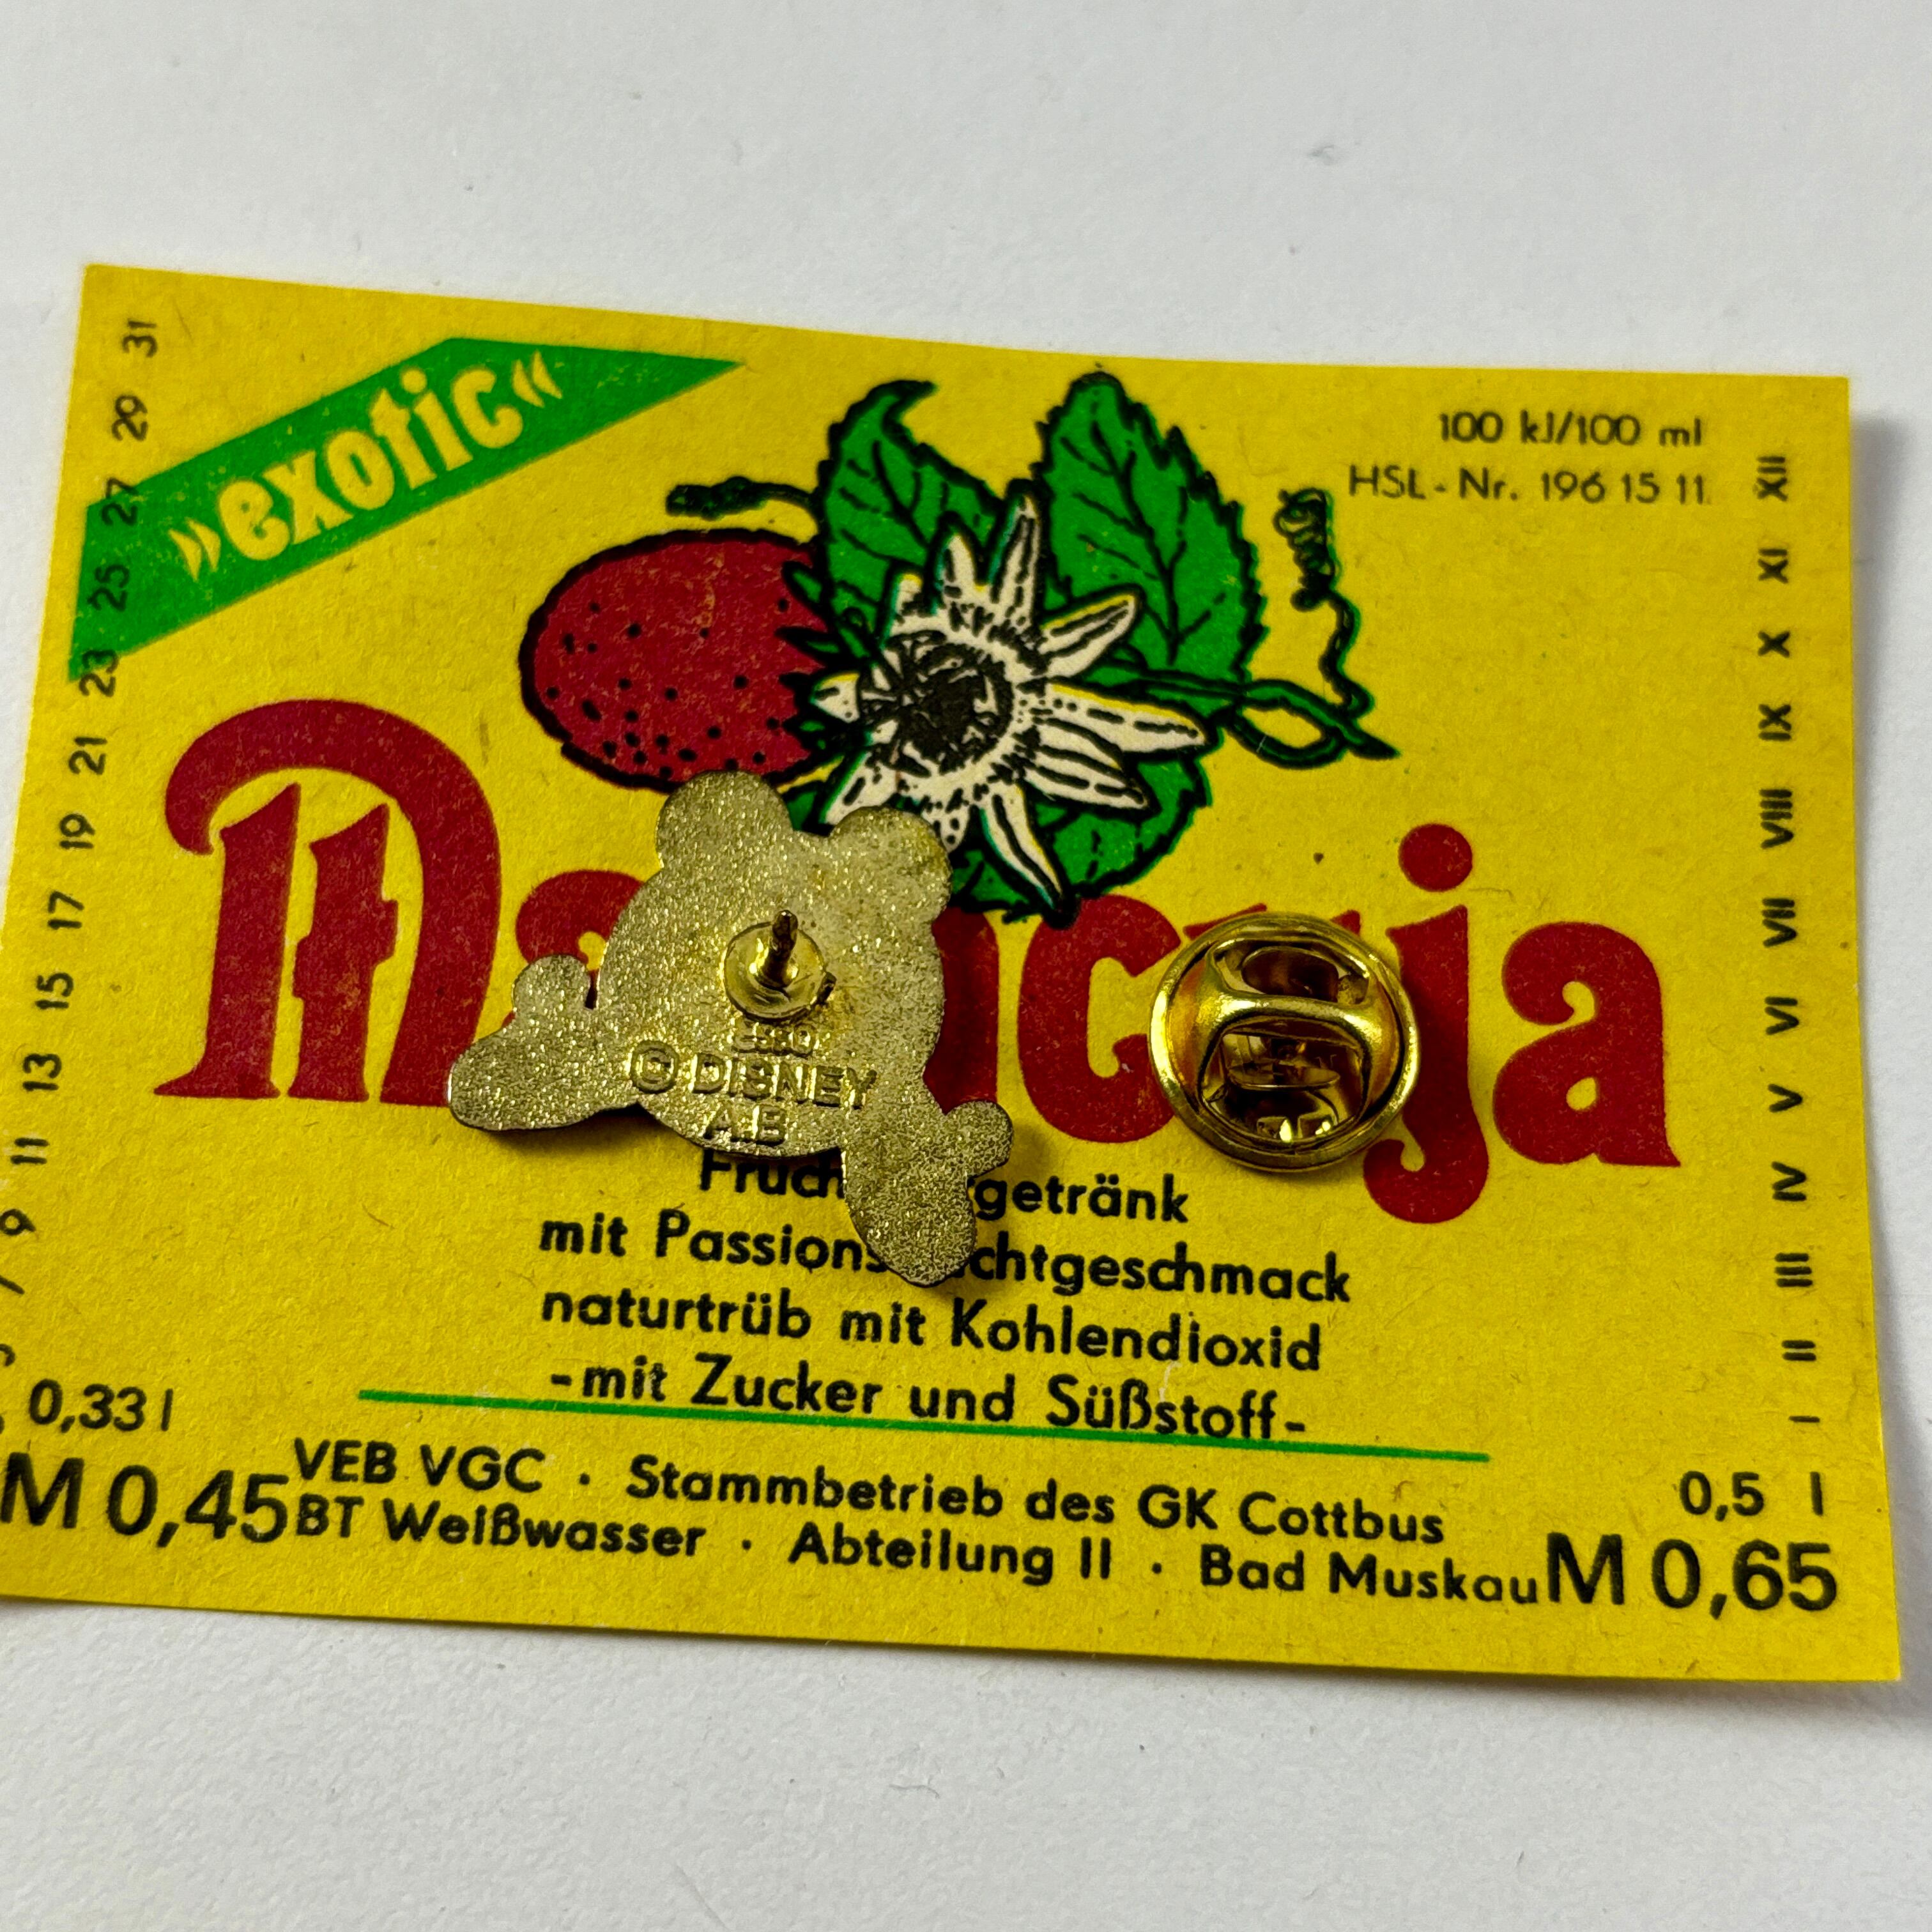 »exotic«
100 kJ/100 ml
HSL-Nr. 196 15 11
31
29
27
25
23
21
19
17
15
13
11
9
7
XII
XI
X
IX
VIII
VII
VI
V
IV
III
II
I
© DISNEY
getränk
mit
naturtrüb mit Kohlendioxid
-mit Zucker und Süßstoff-
0,33 l
M 0,45
VEB VGC · Stammbetrieb des GK Cottbus
BT Weißwasser · Abteilung II · Bad Muskau
0,5 l
M 0,65